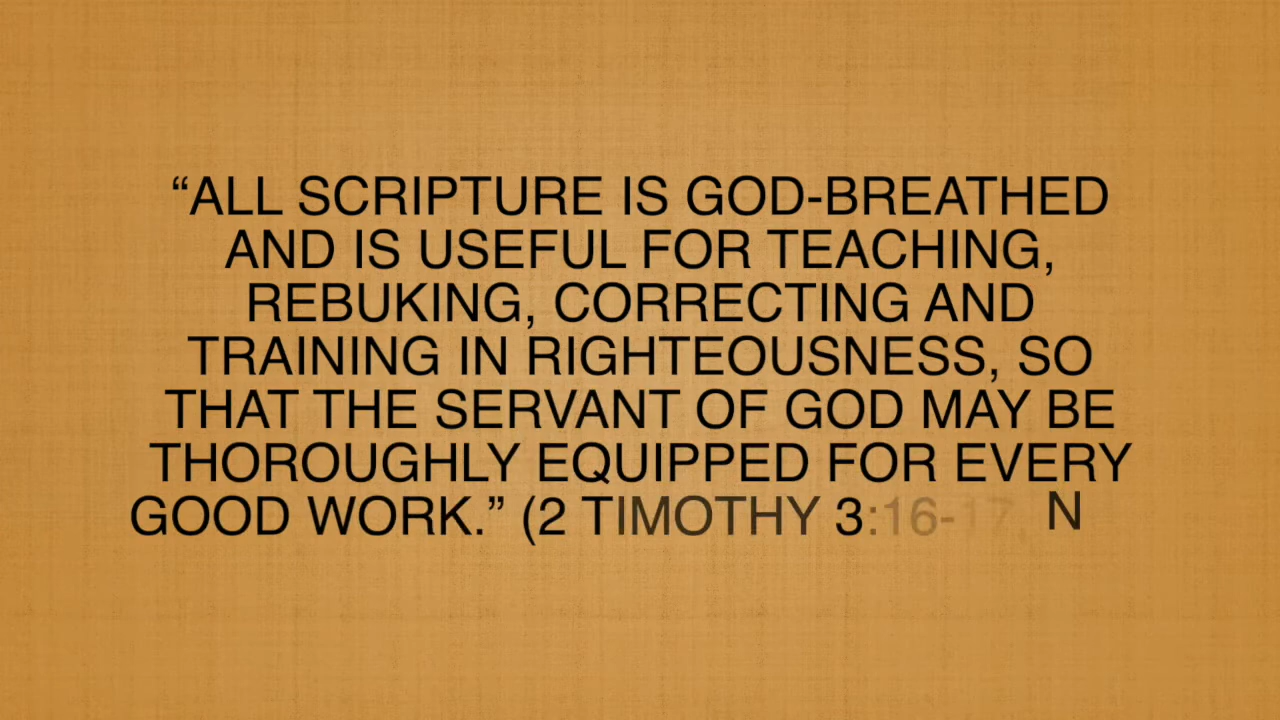 “ALL SCRIPTURE IS GOD-BREATHED
AND IS USEFUL FOR TEACHING,
REBUKING, CORRECTING AND
TRAINING IN RIGHTEOUSNESS, SO
THAT THE SERVANT OF GOD MAY BE
THOROUGHLY EQUIPPED FOR EVERY
GOOD WORK.” (2 TIMOTHY 3:16-17, N